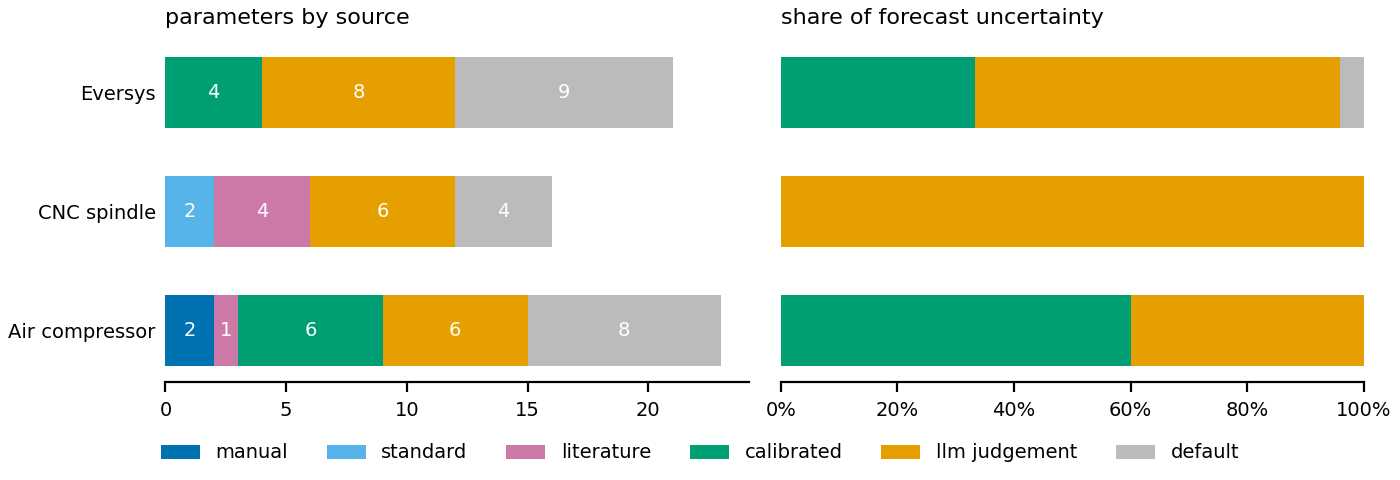 parameters by source
share of forecast uncertainty
Eversys 4 8 9
CNC spindle 2 4 6 4
Air compressor 2 1 6 6 8
0 5 10 15 20
0% 20% 40% 60% 80% 100%
manual standard literature calibrated llm judgement default